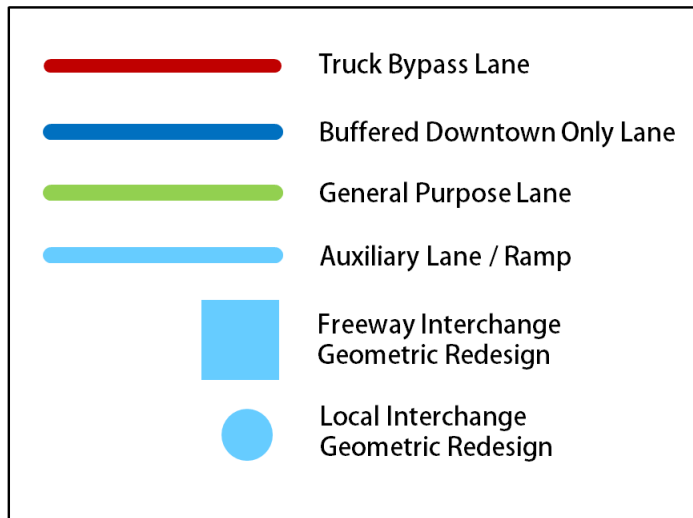 Truck Bypass Lane
Buffered Downtown Only Lane
General Purpose Lane
Auxiliary Lane / Ramp
Freeway Interchange
Geometric Redesign
Local Interchange
Geometric Redesign